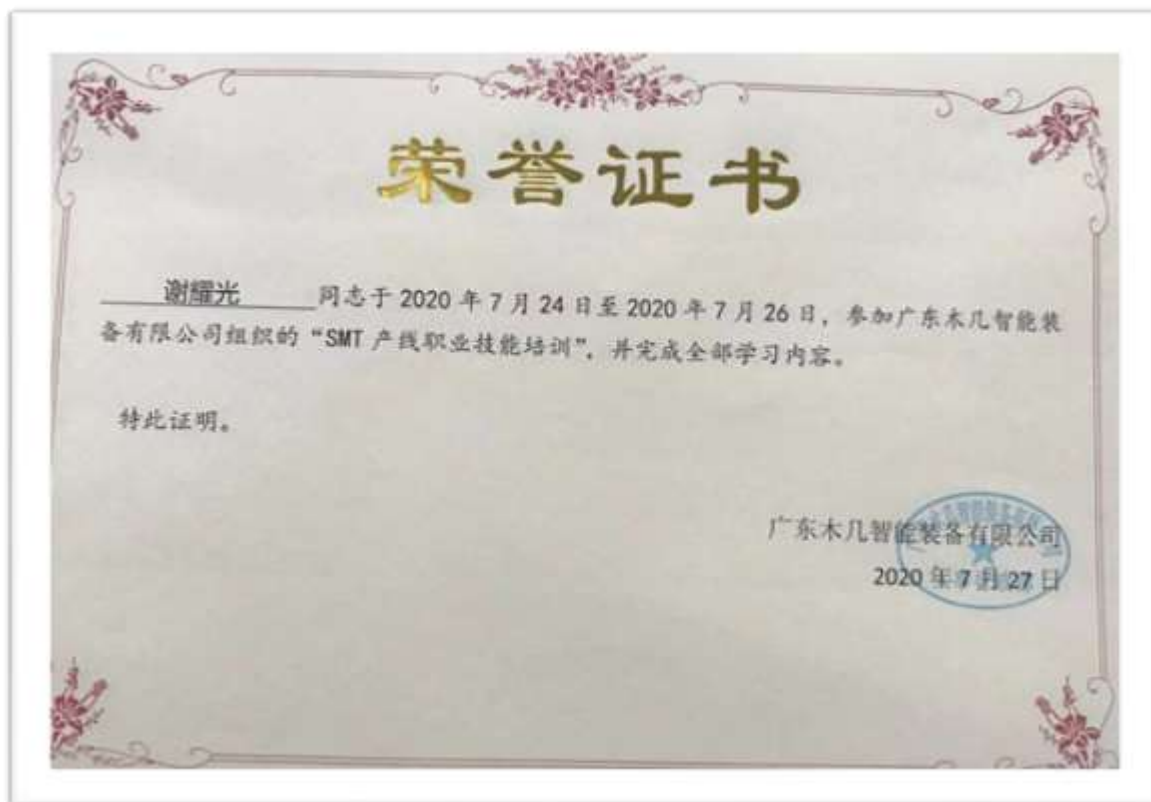 荣誉证书
谢耀光 同志于 2020 年 7 月 24 日至 2020 年 7 月 26 日，参加广东木几智能装
备有限公司组织的“SMT 产线职业技能培训”，并完成全部学习内容。
特此证明。
广东木几智能装备有限公司
2020 年 7 月 27 日